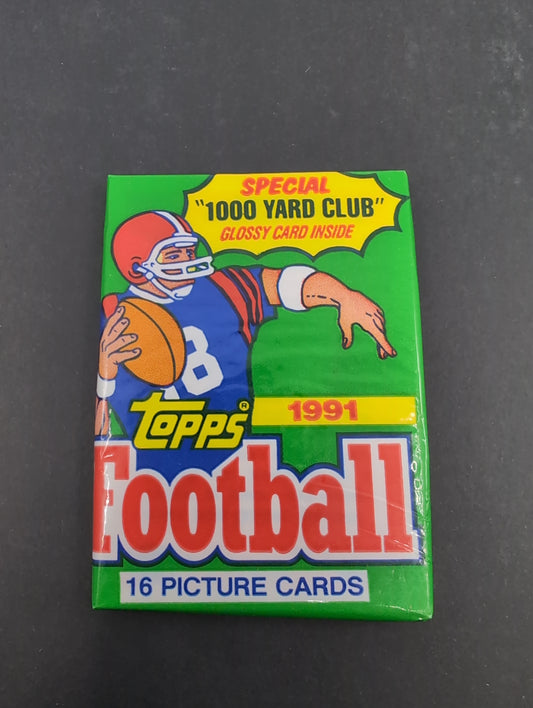 SPECIAL
"1000 YARD CLUB"
GLOSSY CARD INSIDE
8
TOPPS®
1991
Football
16 PICTURE CARDS